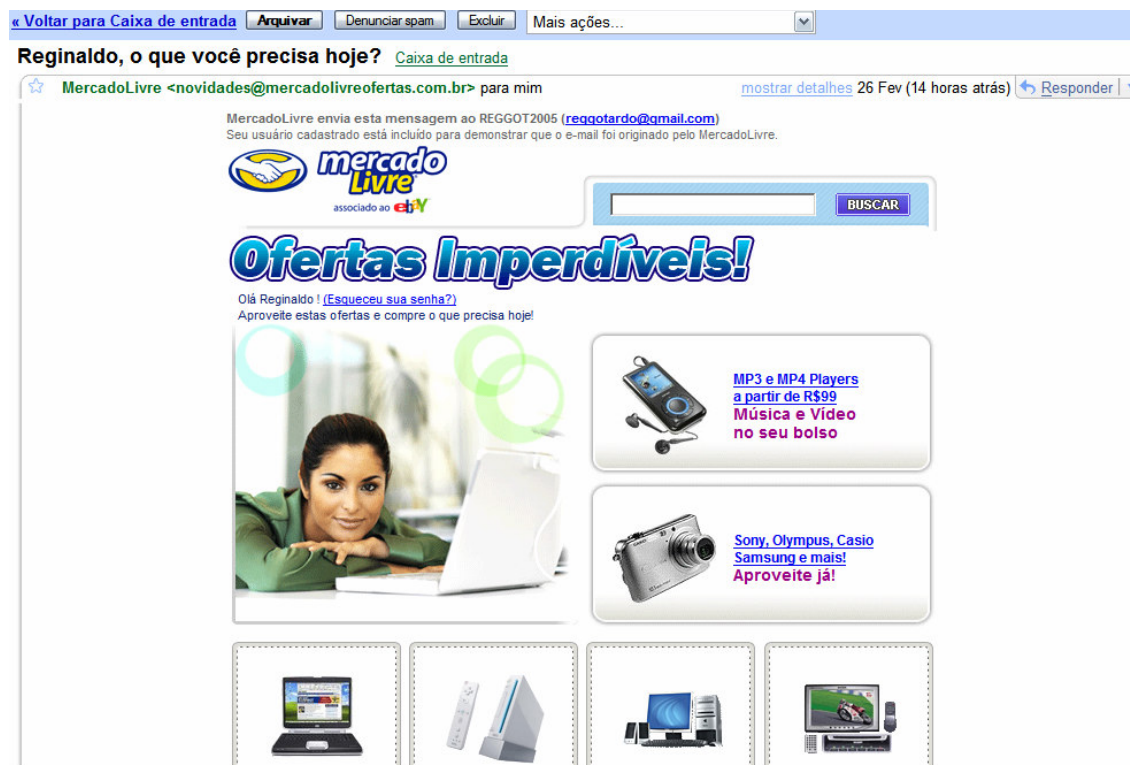 « Voltar para Caixa de entrada Arquivar Denunciar spam Excluir Mais ações...
Reginaldo, o que você precisa hoje? Caixa de entrada
MercadoLivre <novidades@mercadolivreofertas.com.br> para mim mostrar detalhes 26 Fev (14 horas atrás) Responder
MercadoLivre envia esta mensagem ao REGGOT2005 (reggotardo@gmail.com)
Seu usuário cadastrado está incluído para demonstrar que o e-mail foi originado pelo MercadoLivre.
mercado
Livre
associado ao ebY
BUSCAR
Ofertas Imperdíveis!
Olá Reginaldo ! (Esqueceu sua senha?)
Aproveite estas ofertas e compre o que precisa hoje!
MP3 e MP4 Players
a partir de R$99
Música e Vídeo
no seu bolso
Sony, Olympus, Casio
Samsung e mais!
Aproveite já!